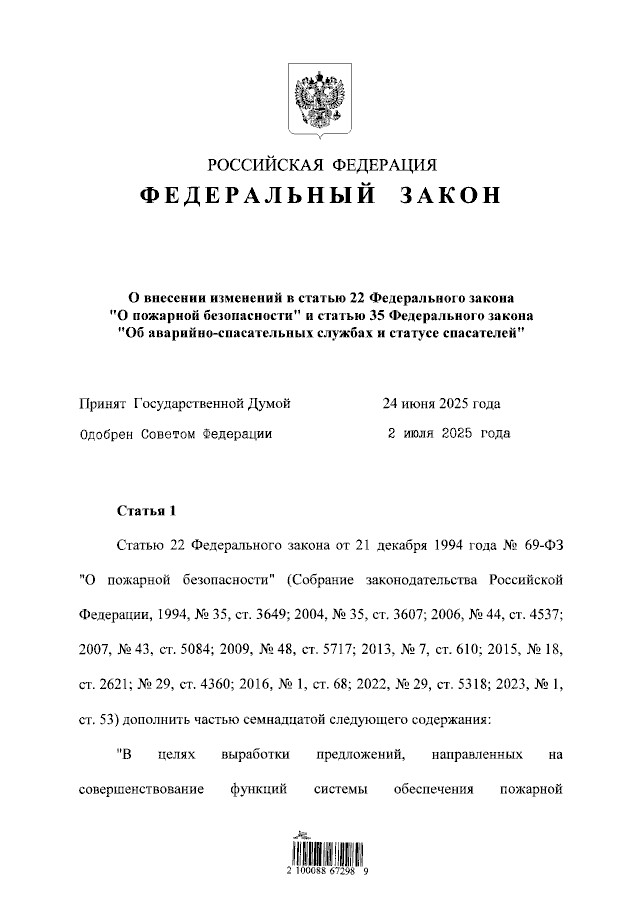 РОССИЙСКАЯ ФЕДЕРАЦИЯ
ФЕДЕРАЛЬНЫЙ ЗАКОН
О внесении изменений в статью 22 Федерального закона
"О пожарной безопасности" и статью 35 Федерального закона
"Об аварийно-спасательных службах и статусе спасателей"
Принят Государственной Думой 24 июня 2025 года
Одобрен Советом Федерации 2 июля 2025 года
Статья 1
Статью 22 Федерального закона от 21 декабря 1994 года № 69-ФЗ
"О пожарной безопасности" (Собрание законодательства Российской
Федерации, 1994, № 35, ст. 3649; 2004, № 35, ст. 3607; 2006, № 44, ст. 4537;
2007, № 43, ст. 5084; 2009, № 48, ст. 5717; 2013, № 7, ст. 610; 2015, № 18,
ст. 2621; № 29, ст. 4360; 2016, № 1, ст. 68; 2022, № 29, ст. 5318; 2023, № 1,
ст. 53) дополнить частью семнадцатой следующего содержания:
"В целях выработки предложений, направленных на
совершенствование функций системы обеспечения пожарной
2 100088 67298 9